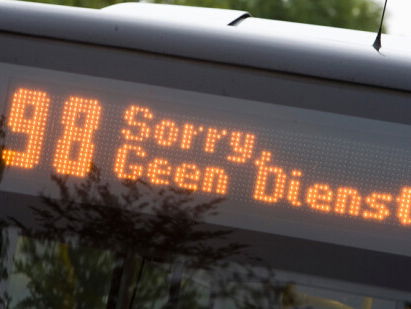 98
Sorry,
Geen Dienst